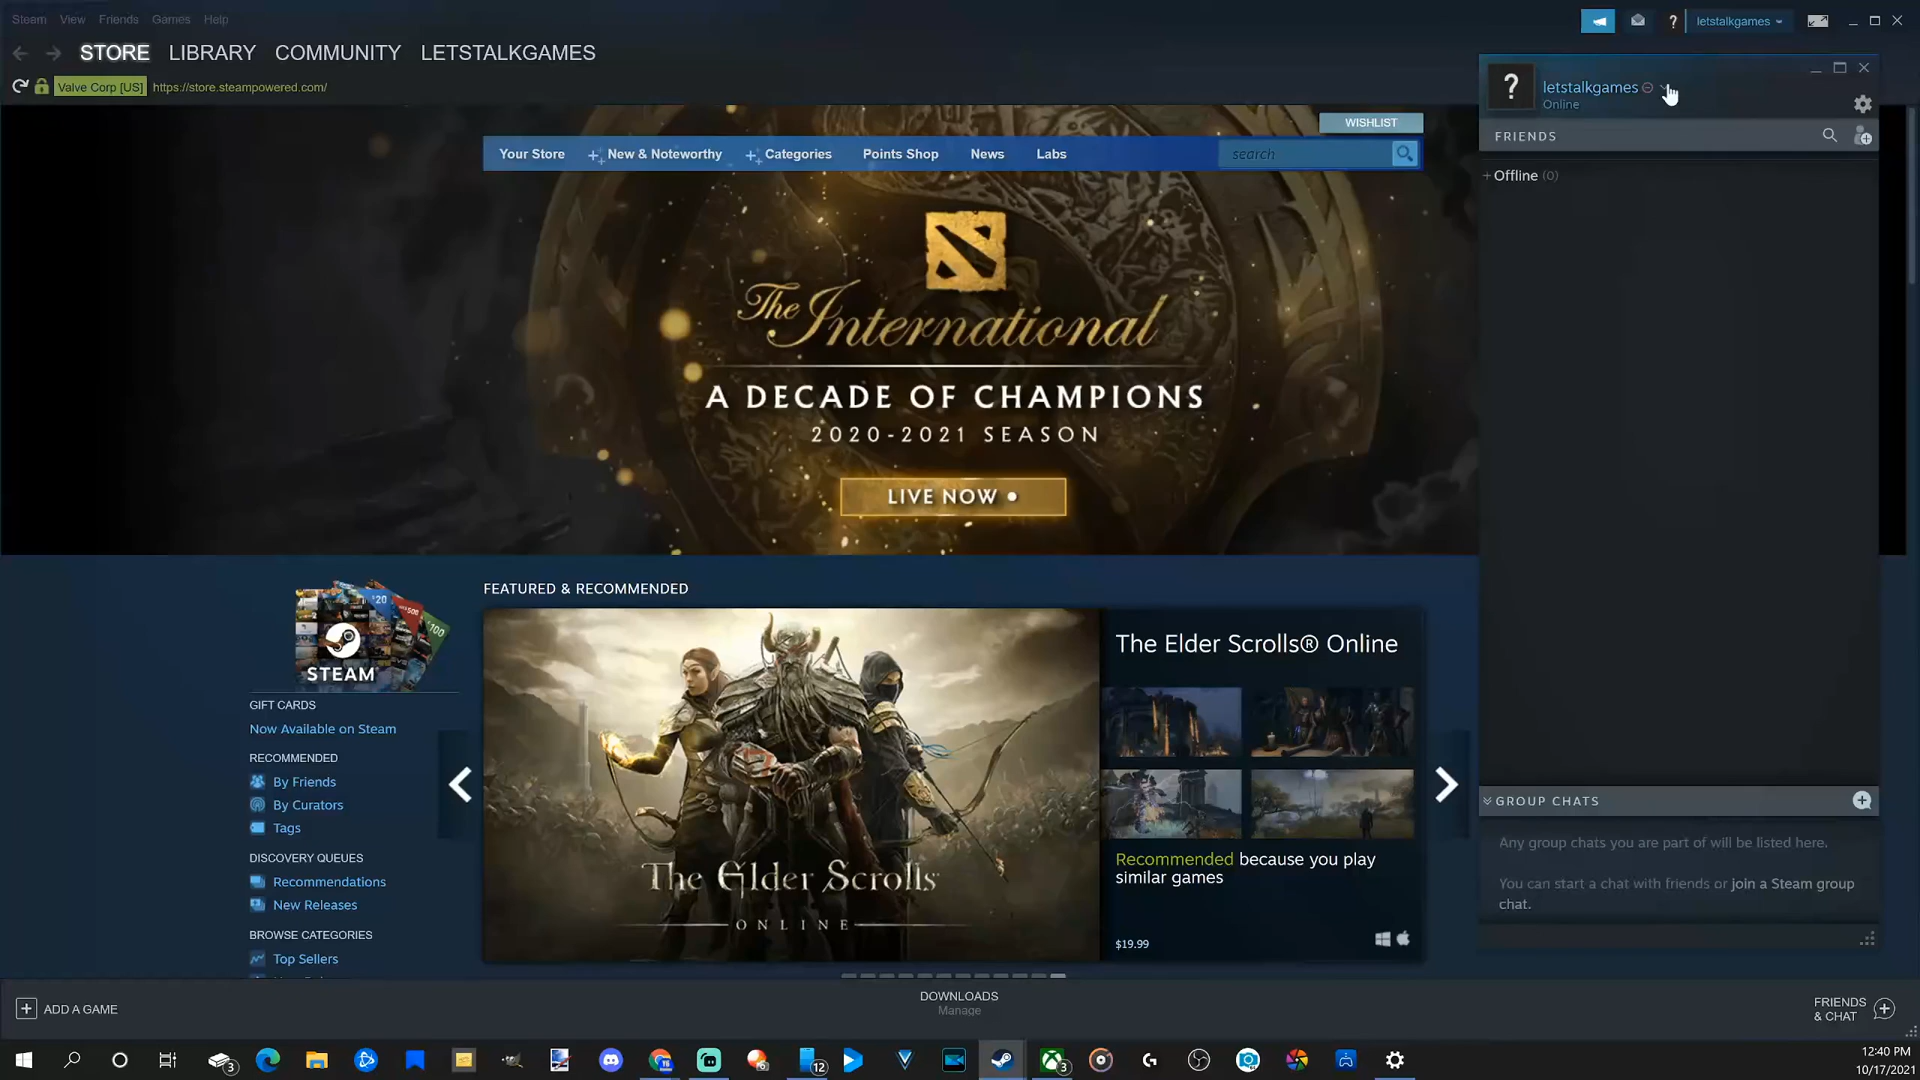 Steam View Friends Games Help
letstalkgames
STORE LIBRARY COMMUNITY LETSTALKGAMES
Valve Corp [US] https://store.steampowered.com/
letstalkgames
Online
FRIENDS
Offline (0)
WISHLIST
Your Store New & Noteworthy Categories Points Shop News Labs search
The International
A DECADE OF CHAMPIONS
2020-2021 SEASON
LIVE NOW
FEATURED & RECOMMENDED
$20
$100
STEAM
GIFT CARDS
Now Available on Steam
RECOMMENDED
By Friends
By Curators
Tags
DISCOVERY QUEUES
Recommendations
New Releases
BROWSE CATEGORIES
Top Sellers
The Elder Scrolls
ONLINE
The Elder Scrolls® Online
Recommended because you play
similar games
$19.99
GROUP CHATS
Any group chats you are part of will be listed here.
You can start a chat with friends or join a Steam group
chat.
ADD A GAME
DOWNLOADS
Manage
FRIENDS
& CHAT
3
12
3
12:40 PM
10/17/2021